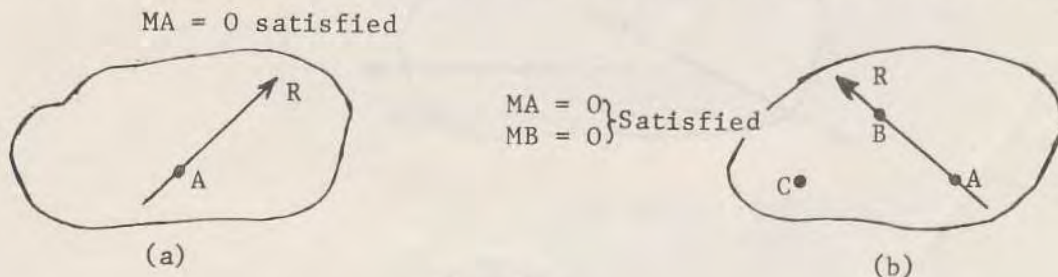 MA = 0 satisfied
R
A
(a)
MA = 0
MB = 0
}Satisfied
R
B
C
A
(b)